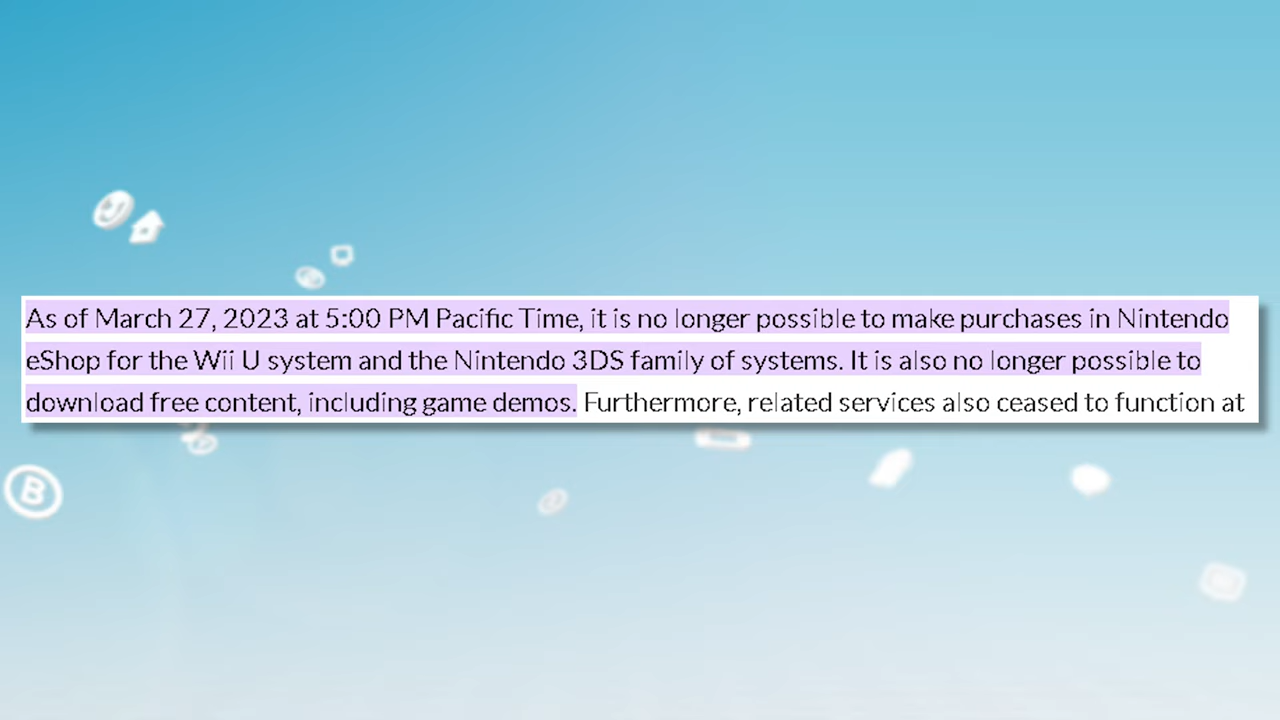 As of March 27, 2023 at 5:00 PM Pacific Time, it is no longer possible to make purchases in Nintendo
eShop for the Wii U system and the Nintendo 3DS family of systems. It is also no longer possible to
download free content, including game demos. Furthermore, related services also ceased to function at
B